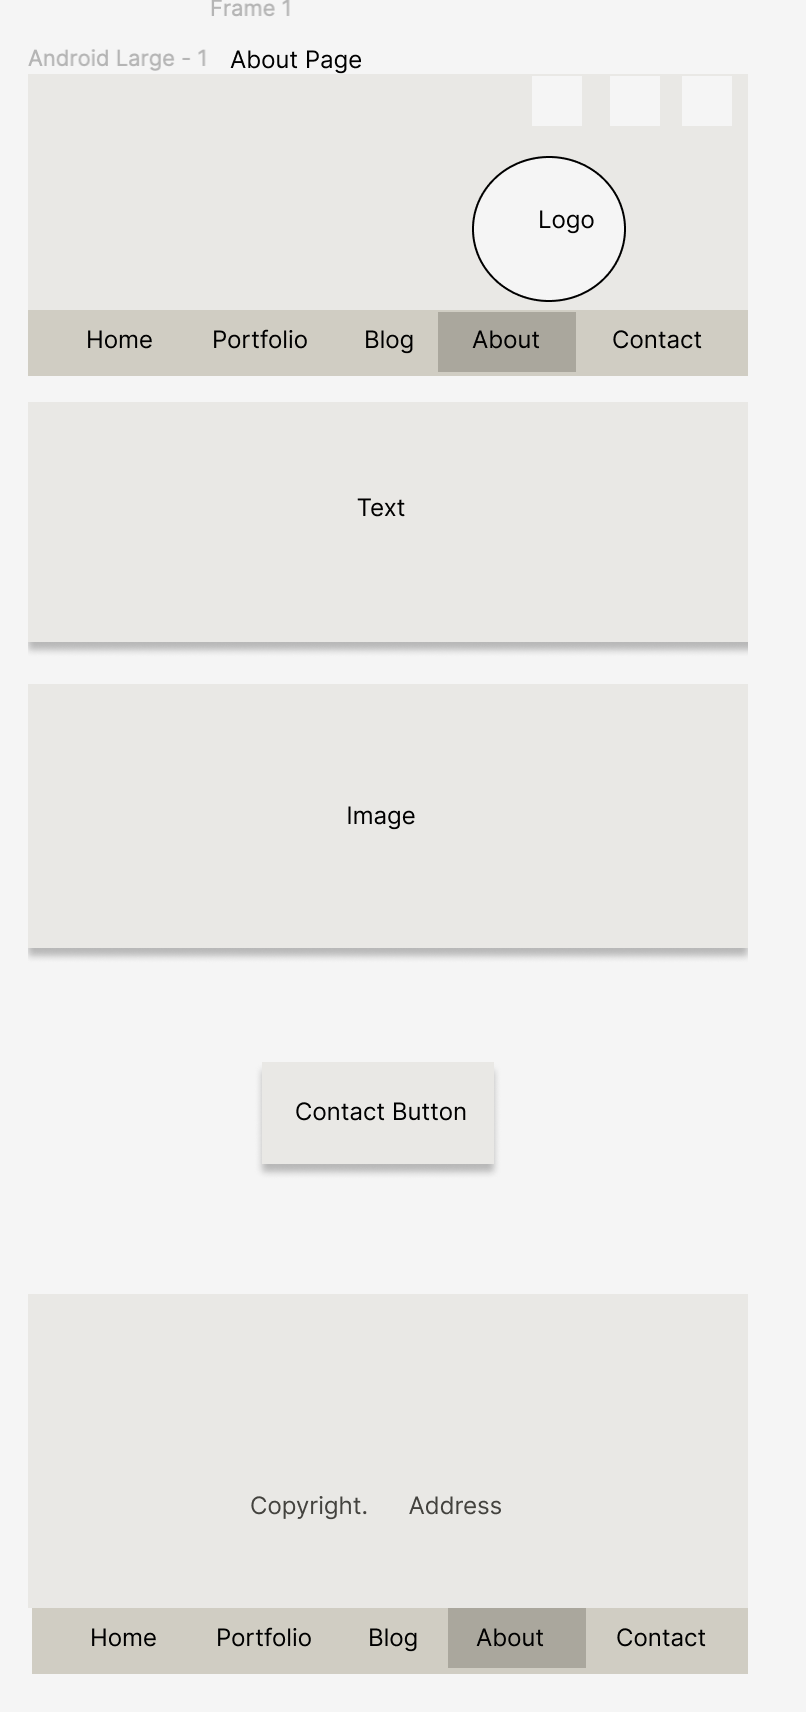 Frame 1
Android Large - 1 About Page
Logo
Home Portfolio Blog About Contact
Text
Image
Contact Button
Copyright. Address
Home Portfolio Blog About Contact